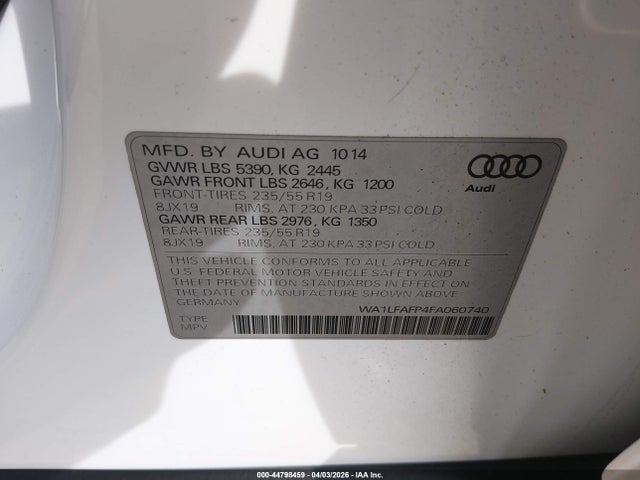 MFD. BY AUDI AG 10 14
GVWR LBS 5390, KG 2445
GAWR FRONT LBS 2646, KG 1200
FRONT-TIRES 235/55 R19
8JX19 RIMS. AT 230 KPA 33 PSI COLD
GAWR REAR LBS 2976, KG 1350
REAR-TIRES 235/55 R19
8JX19 RIMS. AT 230 KPA 33 PSI COLD
THIS VEHICLE CONFORMS TO ALL APPLICABLE
U.S. FEDERAL MOTOR VEHICLE SAFETY AND
THEFT PREVENTION STANDARDS IN EFFECT ON
THE DATE OF MANUFACTURE SHOWN ABOVE
GERMANY
WA1LFAFP4FA060740
TYPE
MPV
Audi
000-44798459 - 04/03/2026 - IAA Inc.